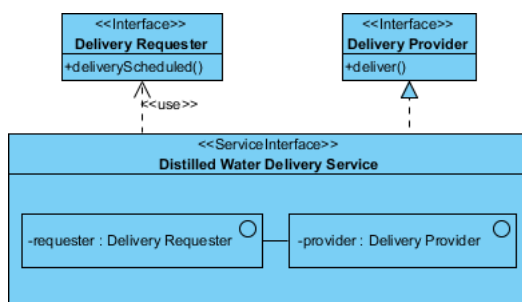 <<Interface>>
Delivery Requester
+deliveryScheduled()
<<Interface>>
Delivery Provider
+deliver()
<<use>>
<<ServiceInterface>>
Distilled Water Delivery Service
-requester : Delivery Requester
-provider : Delivery Provider